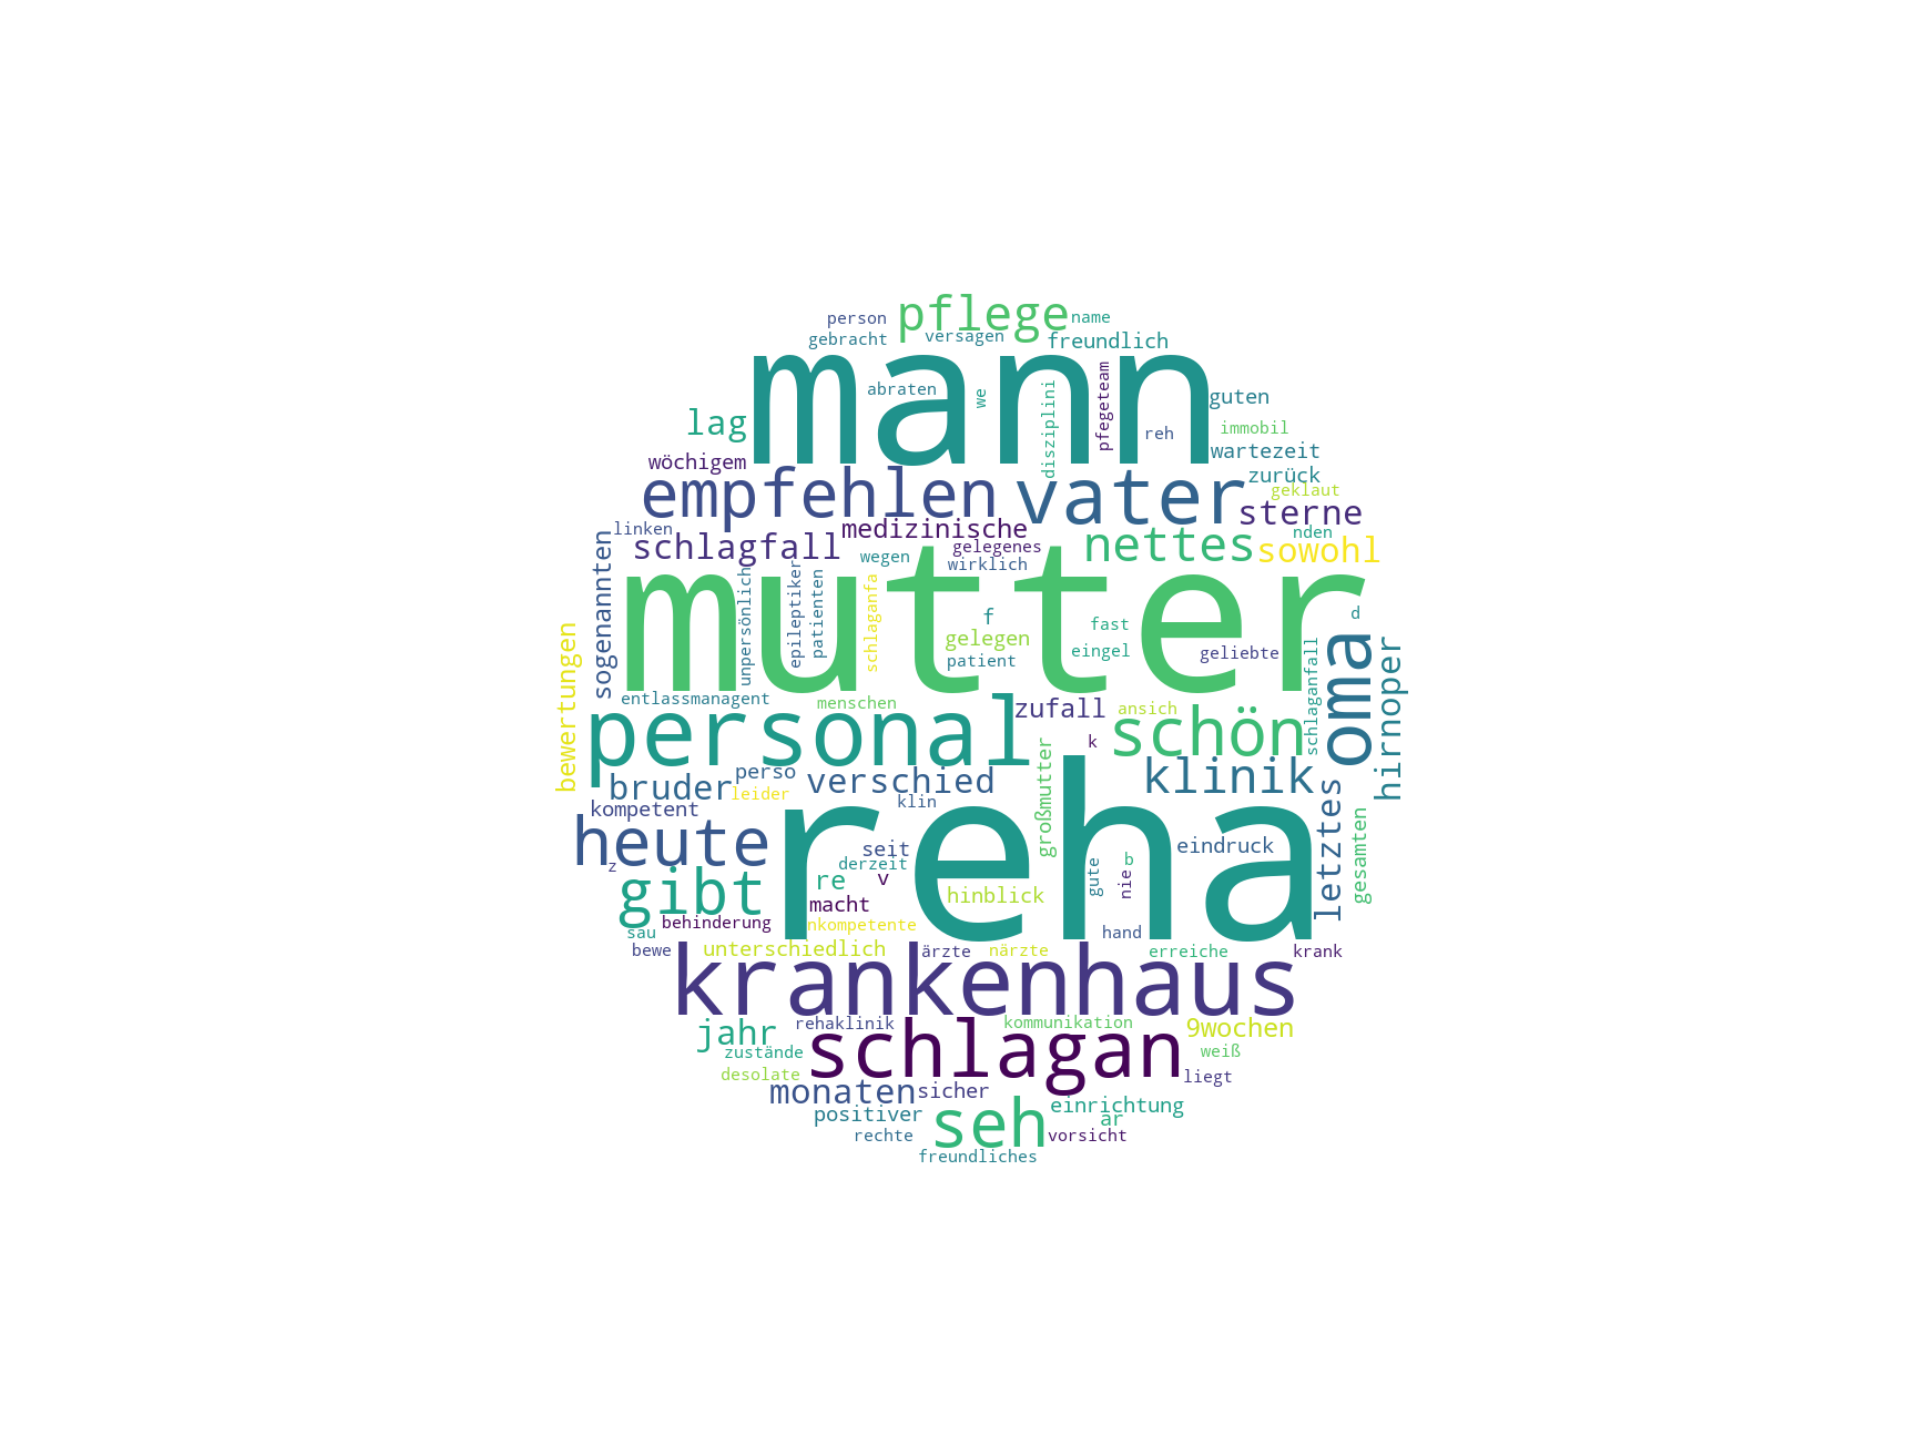 pflege
person
name
gebracht
versagen
freundlich
mann
abraten
we
disziplini
pfegeteam
reh
guten
lag
immobil
wartezeit
wöchigem
zurück
empfehlen
vater
geklaut
sterne
linken
medizinische
nettes
nden
sowohl
schlagfall
gelegenes
wegen
wirklich
sogenannten
mutter
unpersönlich
epileptiker
patienten
schlaganfa
f
gelegen
fast
d
eingel
geliebte
patient
oma
hirnoper
bewertungen
schlaganfall
entlassmanagent
menschen
personal
zufall
ansich
schön
k
perso
bruder
leider
verschied
klinik
großmutter
klin
kompetent
letztes
gesamten
heute
reha
seit
eindruck
derzeit
z
gibt
re
v
b
gute
nie
hinblick
macht
behinderung
nkompetente
sau
hand
bewe
unterschiedlich
ärzte
närzte
erreiche
krank
krankenhaus
jahr
rehaklinik
kommunikation
9wochen
zustände
schlagan
weiß
desolate
liegt
monaten
sicher
einrichtung
positiver
seh
ar
rechte
vorsicht
freundliches